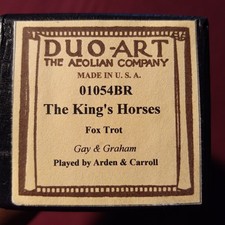 DUO-ART
THE AEOLIAN COMPANY
MADE IN U. S. A.
01054BR
The King's Horses
Fox Trot
Gay & Graham
Played by Arden & Carroll